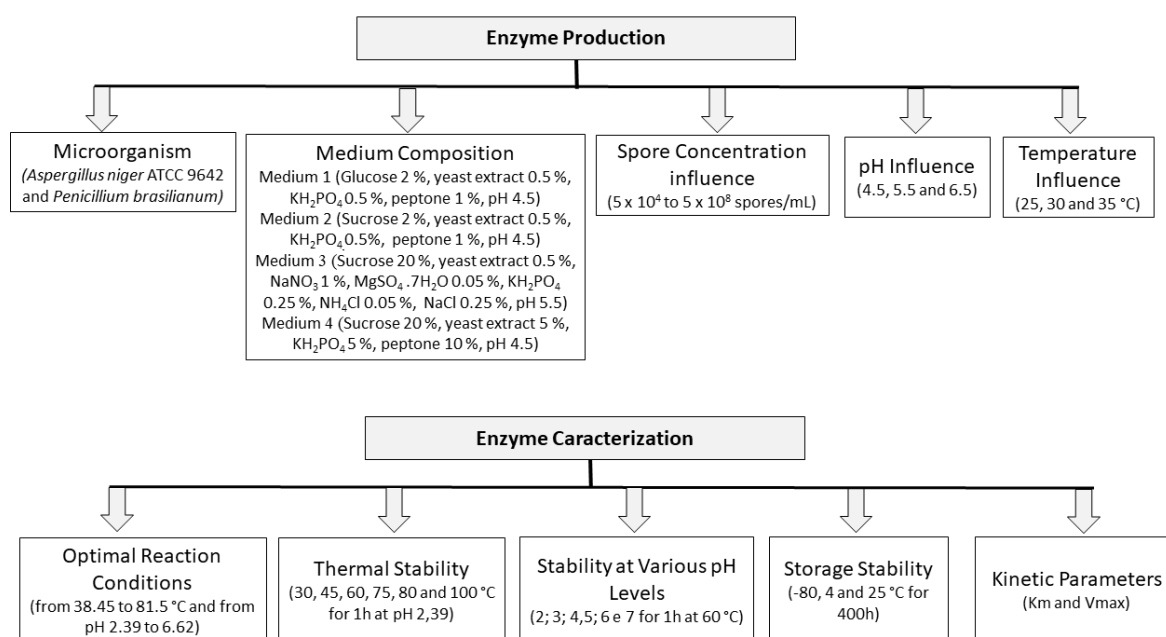 Enzyme Production
Microorganism
(Aspergillus niger ATCC 9642
and Penicillium brasilianum)
Medium Composition
Medium 1 (Glucose 2 %, yeast extract 0.5 %,
KH₂PO₄ 0.5 %, peptone 1 %, pH 4.5)
Medium 2 (Sucrose 2 %, yeast extract 0.5 %,
KH₂PO₄ 0.5%, peptone 1 %, pH 4.5)
Medium 3 (Sucrose 20 %, yeast extract 0.5 %,
NaNO₃ 1 %, MgSO₄ .7H₂O 0.05 %, KH₂PO₄
0.25 %, NH₄Cl 0.05 %, NaCl 0.25 %, pH 5.5)
Medium 4 (Sucrose 20 %, yeast extract 5 %,
KH₂PO₄ 5 %, peptone 10 %, pH 4.5)
Spore Concentration
influence
(5 x 10⁴ to 5 x 10⁸ spores/mL)
pH Influence
(4.5, 5.5 and 6.5)
Temperature
Influence
(25, 30 and 35 °C)
Enzyme Caracterization
Optimal Reaction
Conditions
(from 38.45 to 81.5 °C and from
pH 2.39 to 6.62)
Thermal Stability
(30, 45, 60, 75, 80 and 100 °C
for 1h at pH 2,39)
Stability at Various pH
Levels
(2; 3; 4,5; 6 e 7 for 1h at 60 °C)
Storage Stability
(-80, 4 and 25 °C for
400h)
Kinetic Parameters
(Km and Vmax)